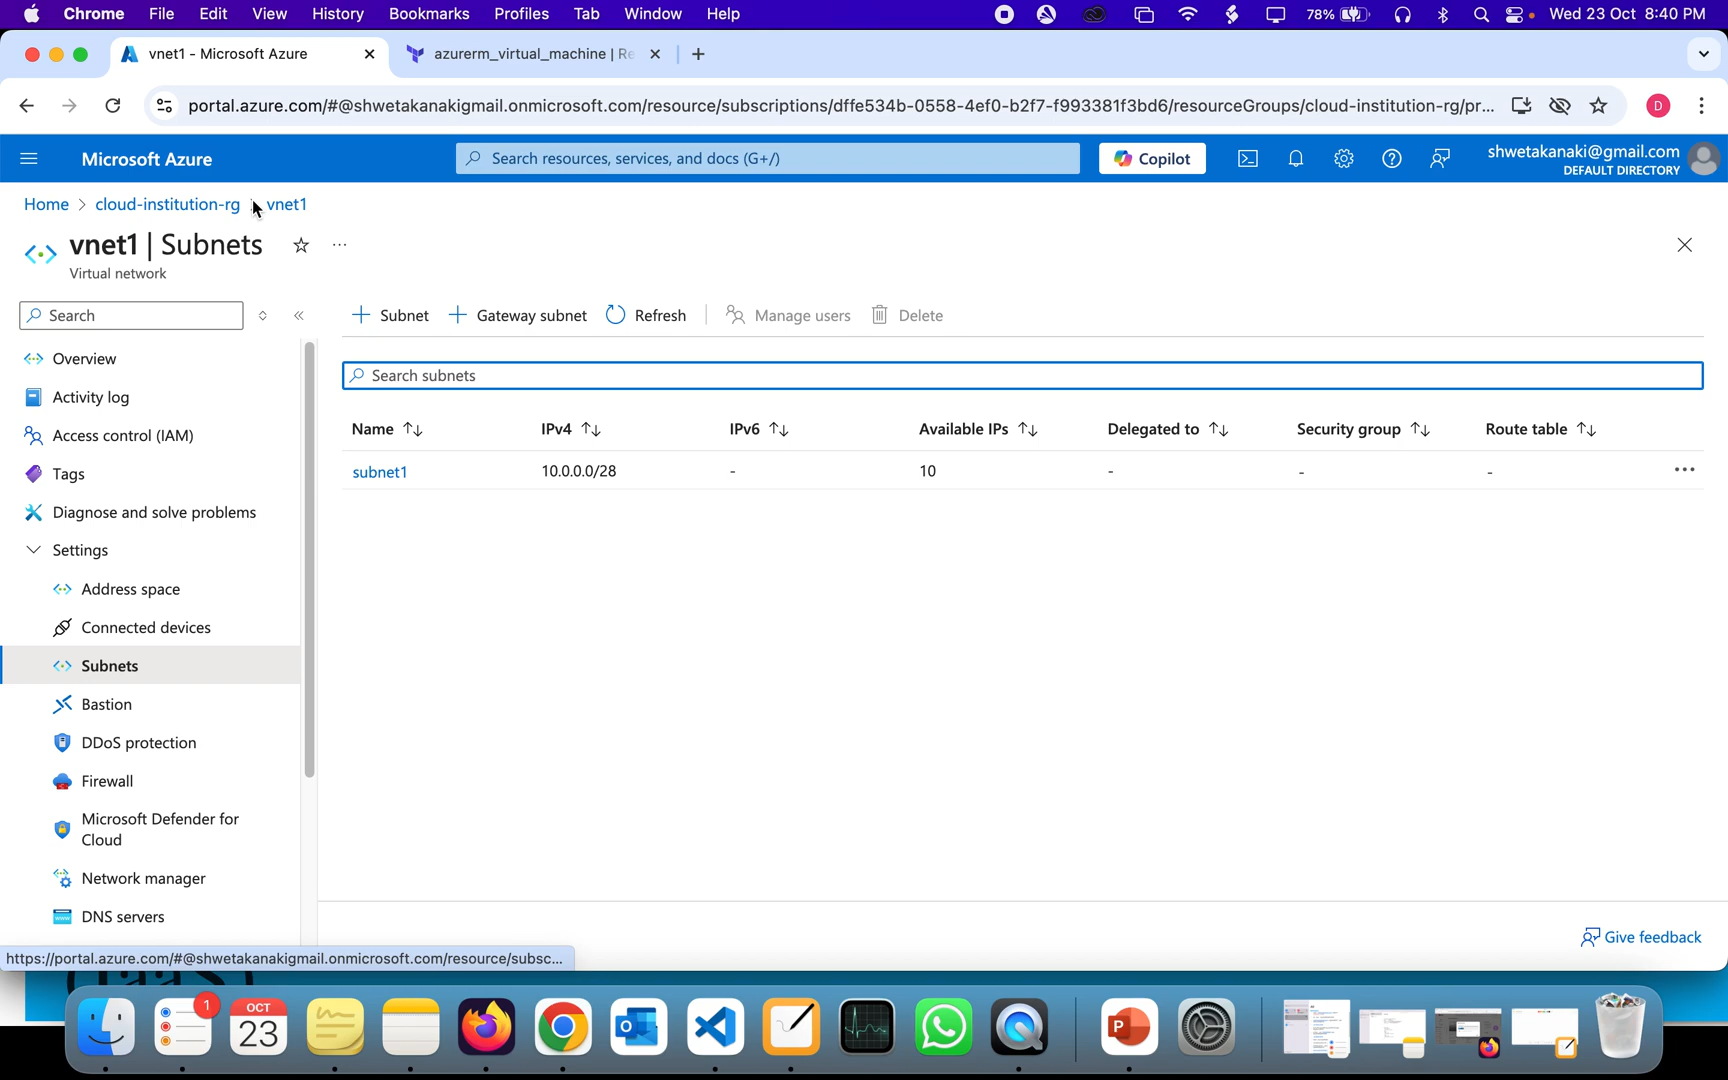 Chrome File Edit View History Bookmarks Profiles Tab Window Help 78% Wed 23 Oct 8:40 PM
vnet1 - Microsoft Azure azurerm_virtual_machine | Re
portal.azure.com/#@shwetakanakigmail.onmicrosoft.com/resource/subscriptions/dffe534b-0558-4ef0-b2f7-f993381f3bd6/resourceGroups/cloud-institution-rg/pr... D
Microsoft Azure Search resources, services, and docs (G+/) Copilot shwetakanaki@gmail.com
DEFAULT DIRECTORY
Home > cloud-institution-rg vnet1
vnet1 | Subnets
Virtual network
Search
+ Subnet + Gateway subnet Refresh Manage users Delete
Overview
Activity log
Access control (IAM)
Tags
Diagnose and solve problems
Settings
Address space
Connected devices
Subnets
Bastion
DDoS protection
Firewall
Microsoft Defender for
Cloud
Network manager
DNS servers
Search subnets
Name IPv4 IPv6 Available IPs Delegated to Security group Route table
subnet1 10.0.0.0/28 - 10 - - -
Give feedback
https://portal.azure.com/#@shwetakanakigmail.onmicrosoft.com/resource/subsc...
1
OCT
23